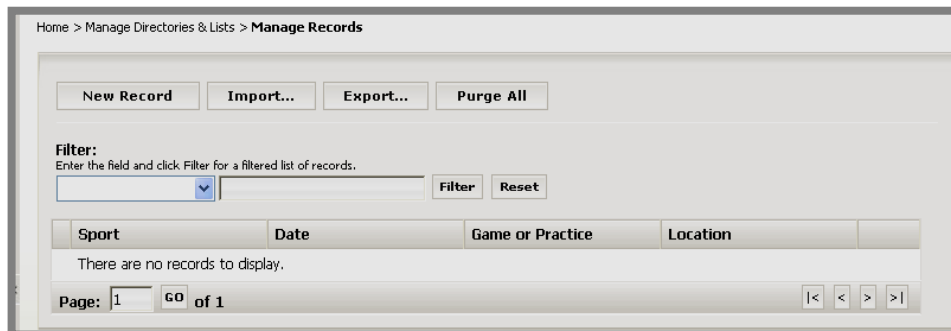 Home > Manage Directories & Lists > Manage Records
New Record Import... Export... Purge All
Filter:
Enter the field and click Filter for a filtered list of records.
Filter Reset
Sport Date Game or Practice Location
There are no records to display.
Page: 1 GO of 1 |< < > >|